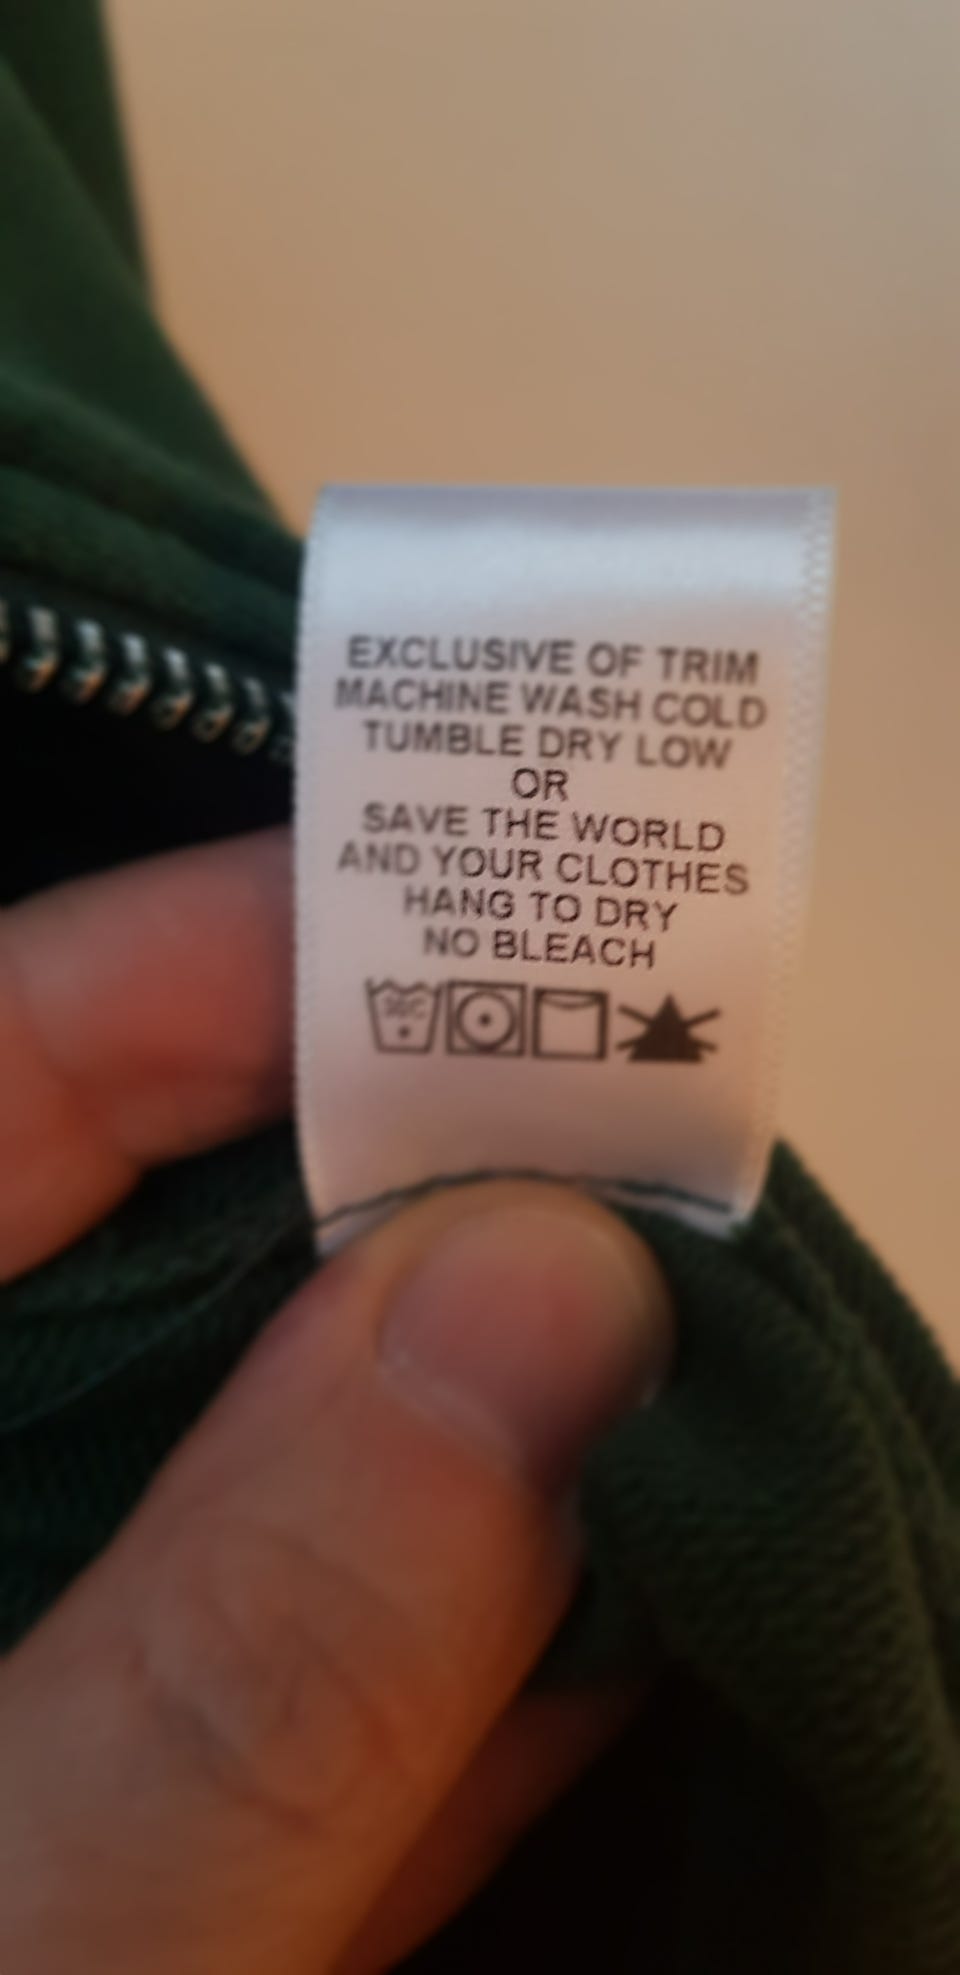 EXCLUSIVE OF TRIM
MACHINE WASH COLD
TUMBLE DRY LOW
OR
SAVE THE WORLD
AND YOUR CLOTHES
HANG TO DRY
NO BLEACH